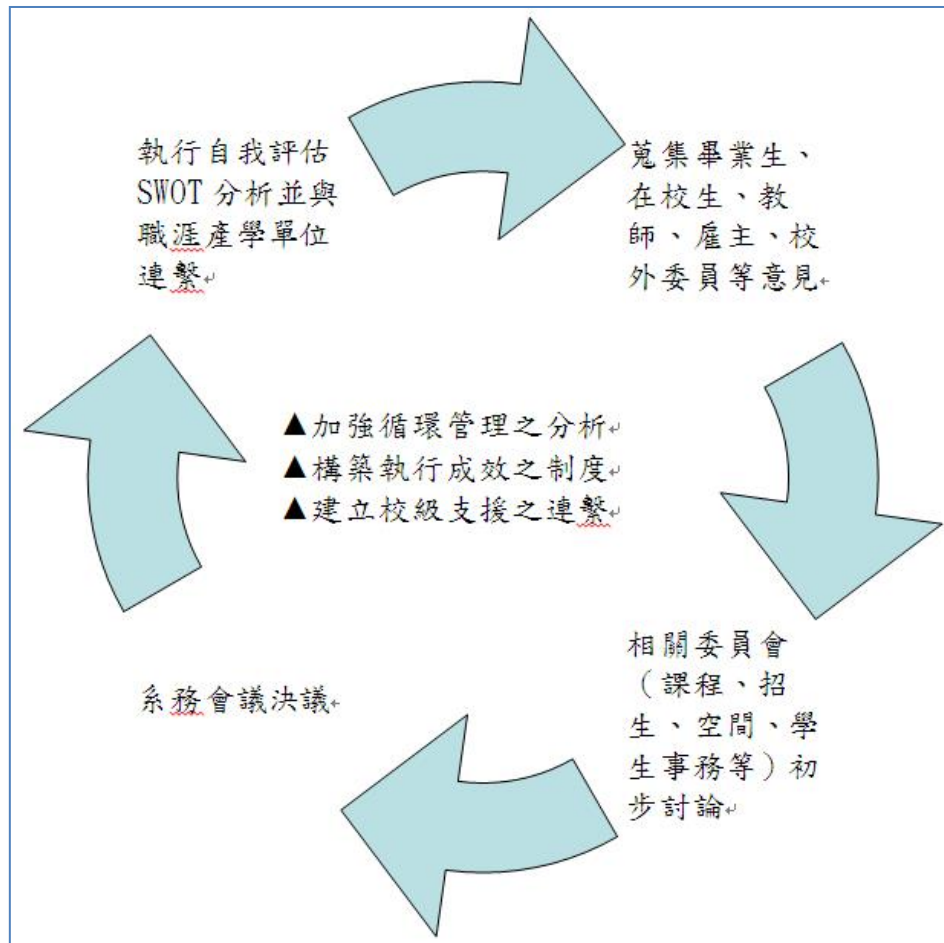 執行自我評估
SWOT 分析並與
職涯產學單位
連繫
蒐集畢業生、
在校生、教
師、雇主、校
外委員等意見
▲加強循環管理之分析
▲構築執行成效之制度
▲建立校級支援之連繫
相關委員會
（課程、招
生、空間、學
生事務等）初
步討論
系務會議決議